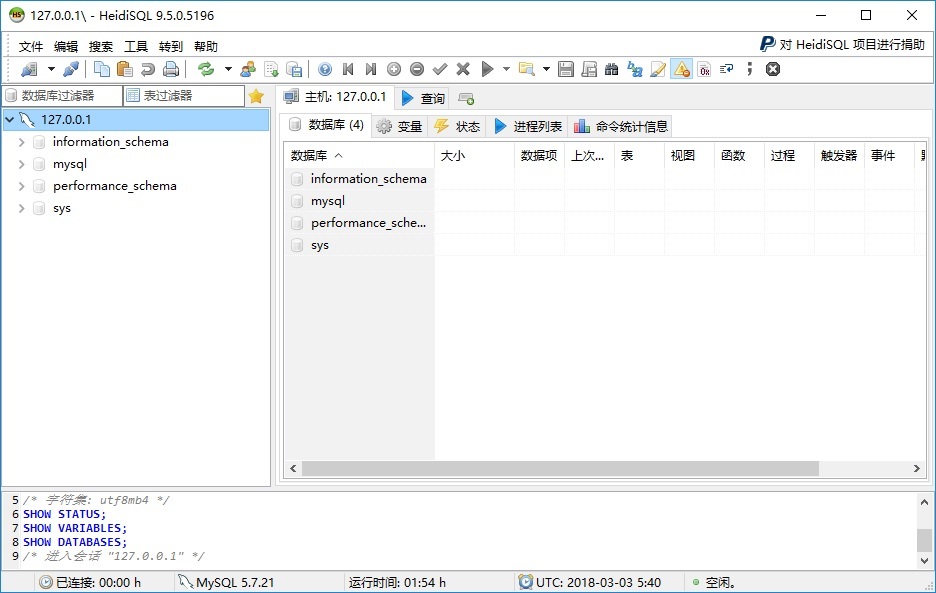 127.0.0.1\ - HeidiSQL 9.5.0.5196
文件 编辑 搜索 工具 转到 帮助
对 HeidiSQL 项目进行捐助
数据库过滤器 表过滤器
主机: 127.0.0.1 查询
127.0.0.1
information_schema
mysql
performance_schema
sys
数据库 (4) 变量 状态 进程列表 命令统计信息
数据库 大小 数据项 上次... 表 视图 函数 过程 触发器 事件
information_schema
mysql
performance_sche...
sys
5 /* 字符集: utf8mb4 */
6 SHOW STATUS;
7 SHOW VARIABLES;
8 SHOW DATABASES;
9 /* 进入会话 "127.0.0.1" */
已连接: 00:00 h MySQL 5.7.21 运行时间: 01:54 h UTC: 2018-03-03 5:40 空闲。